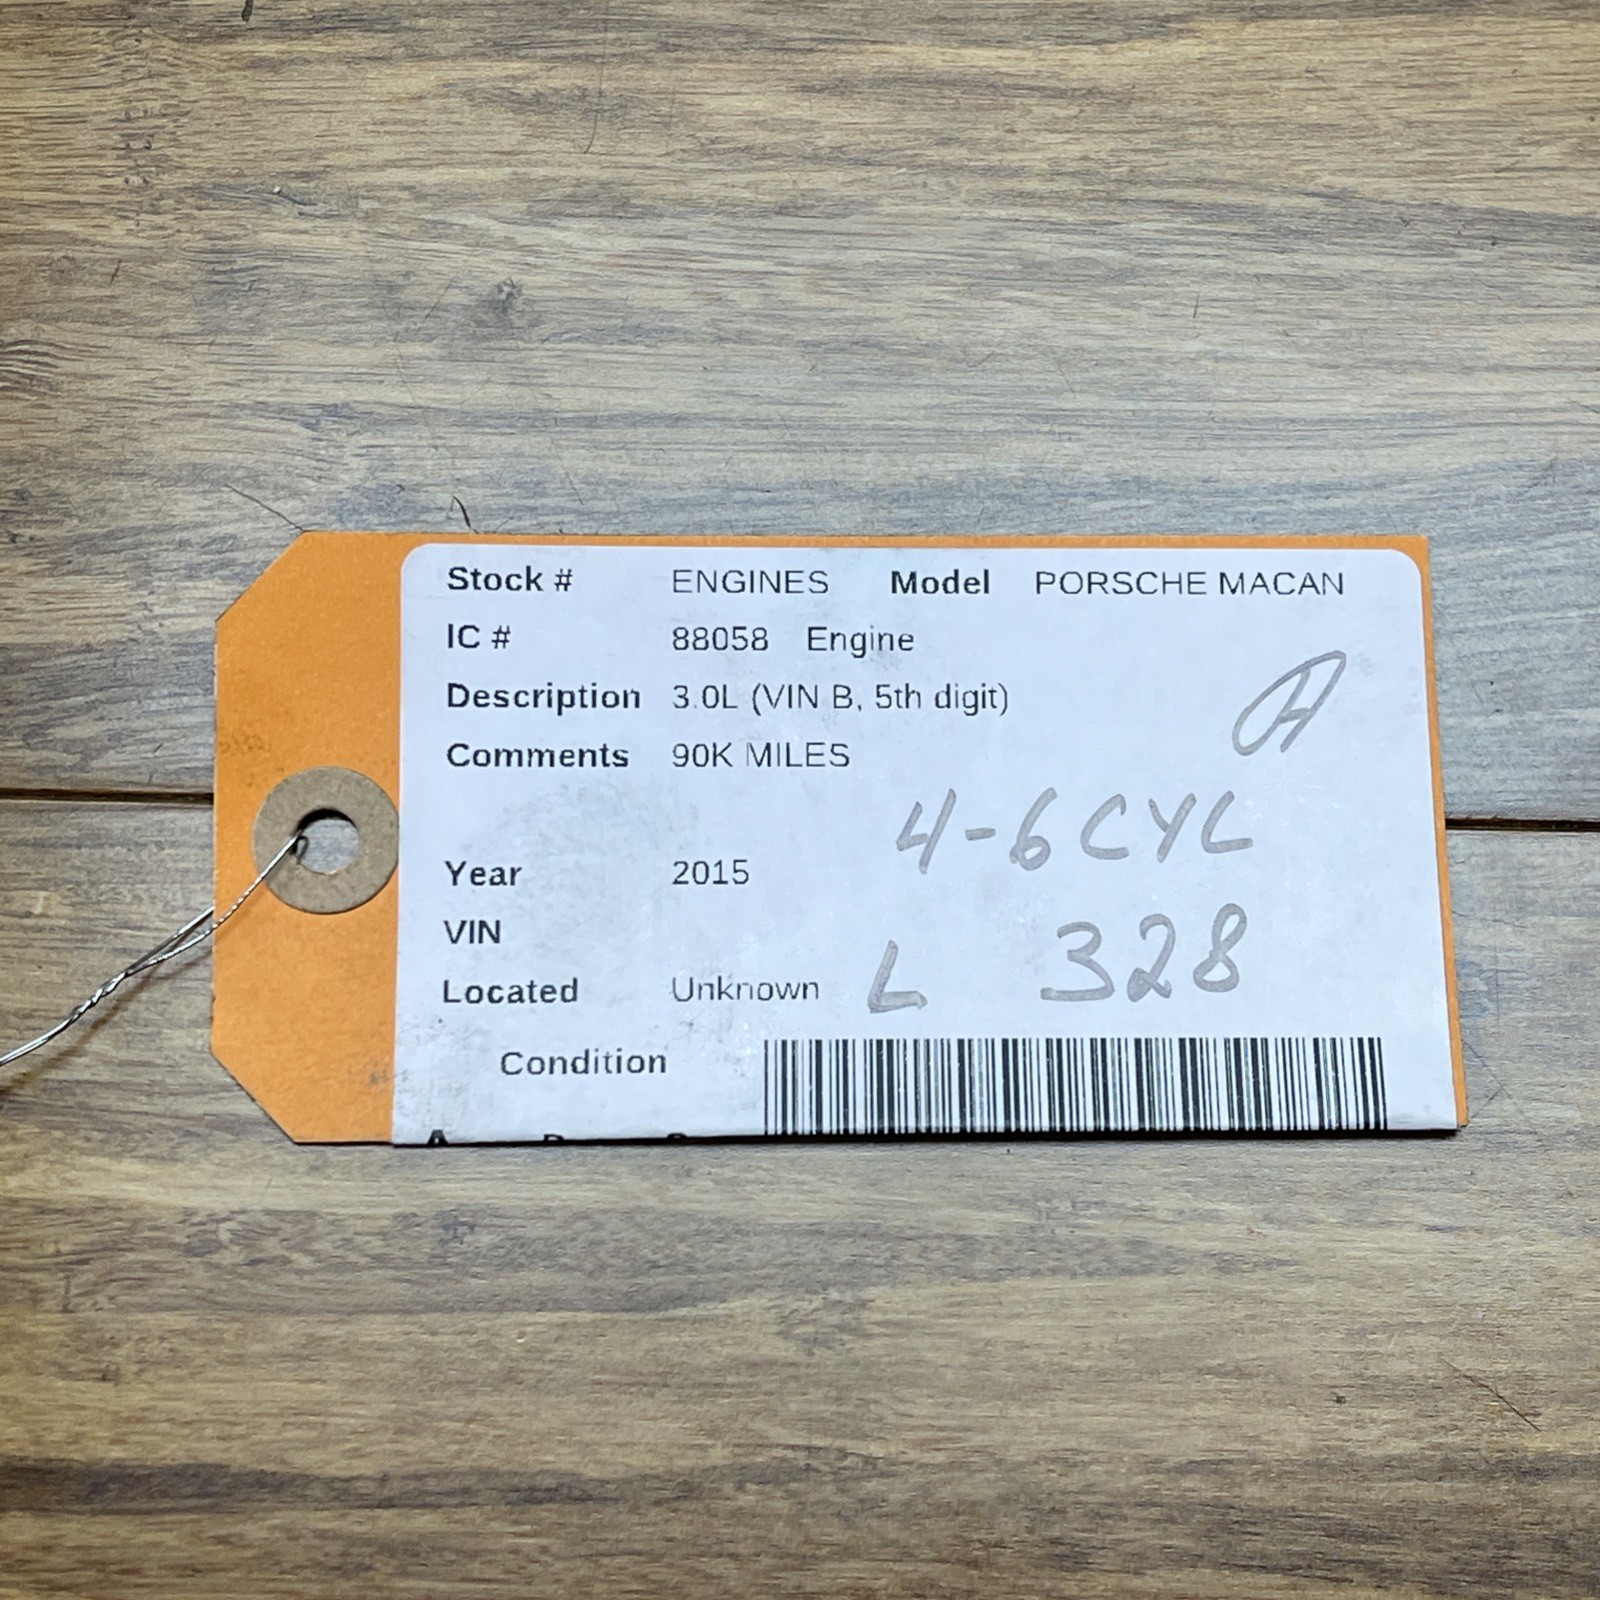 Stock # ENGINES Model PORSCHE MACAN
IC # 88058 Engine
Description 3.0L (VIN B, 5th digit)
Comments 90K MILES
A
4-6CYL
Year 2015
VIN
L 328
Located Unknown
Condition